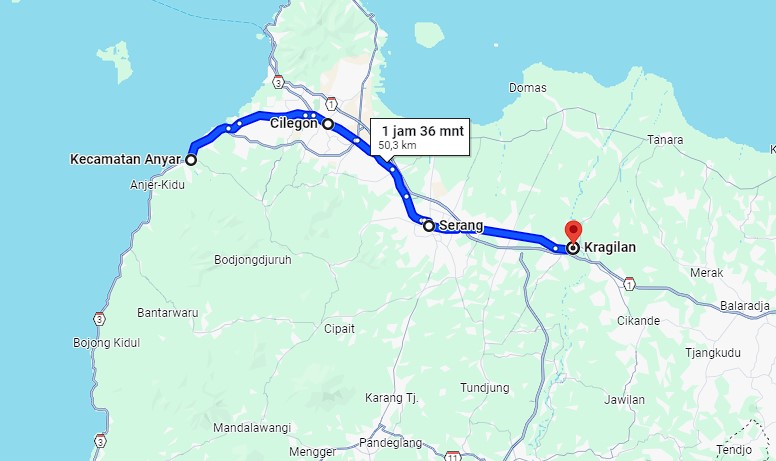 3
Domas
1
Cilegon
1 jam 36 mnt
50,3 km
Tanara
K
Kecamatan Anyar
Anjer-Kidu
Serang
Kragilan
Bodjongdjuruh
Merak
1
Bantarwaru
Balaradja
3
Cipait
Cikande
Bojong Kidul
Tjangkudu
Karang Tj.
Tundjung
Jawilan
Mandalawangi
3
Pandeglang
Tendjo
Mengger
11